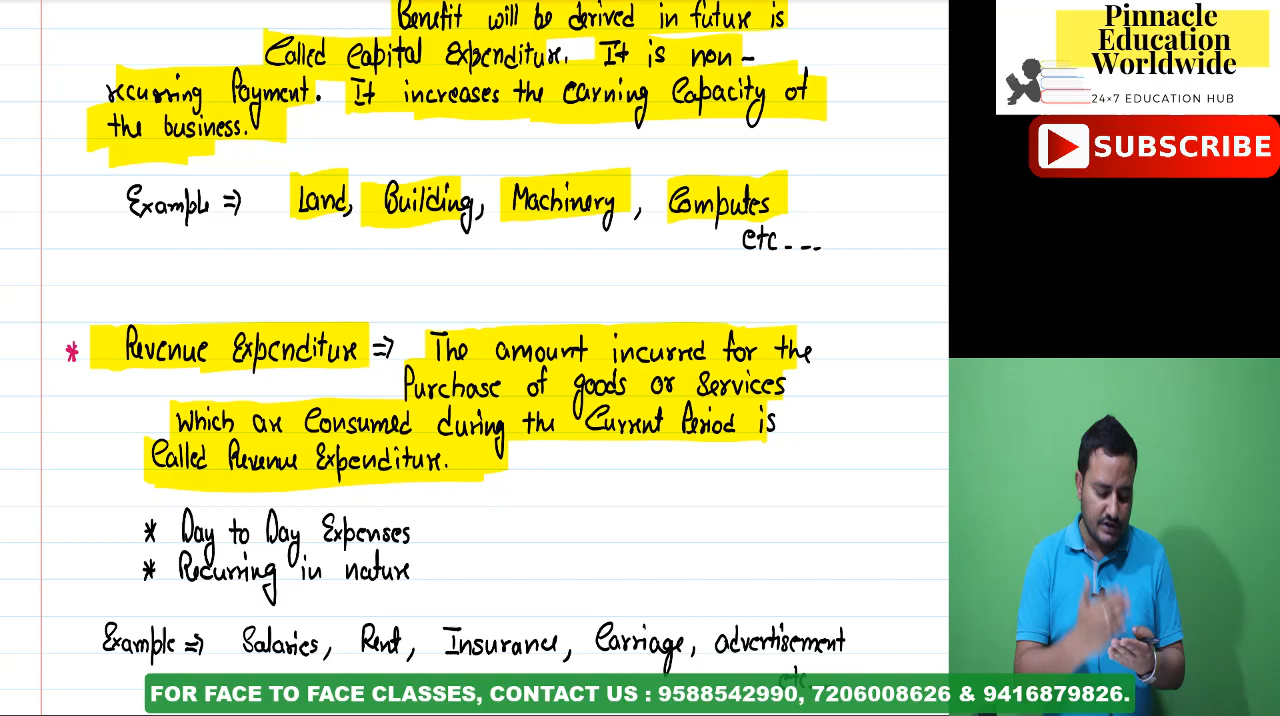 Benefit will be derived in future is
Called Capital Expenditure. It is non-
recurring Payment. It increases the earning Capacity of
the business.
Example ⇒ Land, Building, Machinery, Computes
etc - - -
* Revenue Expenditure ⇒ The amount incurred for the
Purchase of goods or Services
Which are Consumed during the Current Period is
Called Revenue Expenditure.
* Day to Day Expenses
* Recurring in nature
Example ⇒ Salaries, Rent, Insurance, Carriage, advertisement
etc
Pinnacle
Education
Worldwide
24×7 EDUCATION HUB
SUBSCRIBE
FOR FACE TO FACE CLASSES, CONTACT US : 9588542990, 7206008626 & 9416879826.